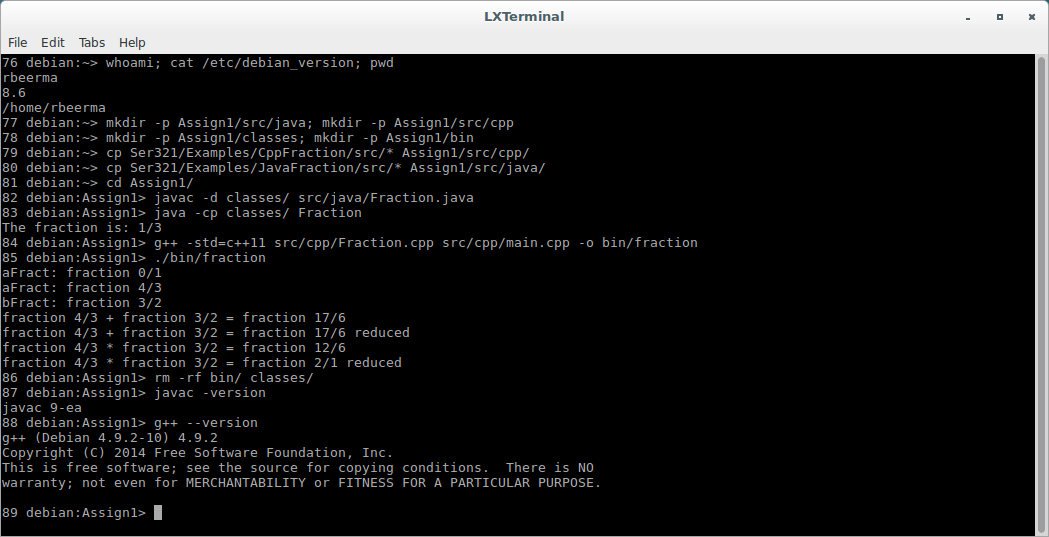 LXTerminal
File Edit Tabs Help
76 debian:~> whoami; cat /etc/debian_version; pwd
rbeerma
8.6
/home/rbeerma
77 debian:~> mkdir -p Assign1/src/java; mkdir -p Assign1/src/cpp
78 debian:~> mkdir -p Assign1/classes; mkdir -p Assign1/bin
79 debian:~> cp Ser321/Examples/CppFraction/src/* Assign1/src/cpp/
80 debian:~> cp Ser321/Examples/JavaFraction/src/* Assign1/src/java/
81 debian:~> cd Assign1/
82 debian:Assign1> javac -d classes/ src/java/Fraction.java
83 debian:Assign1> java -cp classes/ Fraction
The fraction is: 1/3
84 debian:Assign1> g++ -std=c++11 src/cpp/Fraction.cpp src/cpp/main.cpp -o bin/fraction
85 debian:Assign1> ./bin/fraction
aFract: fraction 0/1
aFract: fraction 4/3
bFract: fraction 3/2
fraction 4/3 + fraction 3/2 = fraction 17/6
fraction 4/3 + fraction 3/2 = fraction 17/6 reduced
fraction 4/3 * fraction 3/2 = fraction 12/6
fraction 4/3 * fraction 3/2 = fraction 2/1 reduced
86 debian:Assign1> rm -rf bin/ classes/
87 debian:Assign1> javac -version
javac 9-ea
88 debian:Assign1> g++ --version
g++ (Debian 4.9.2-10) 4.9.2
Copyright (C) 2014 Free Software Foundation, Inc.
This is free software; see the source for copying conditions.  There is NO
warranty; not even for MERCHANTABILITY or FITNESS FOR A PARTICULAR PURPOSE.
89 debian:Assign1>